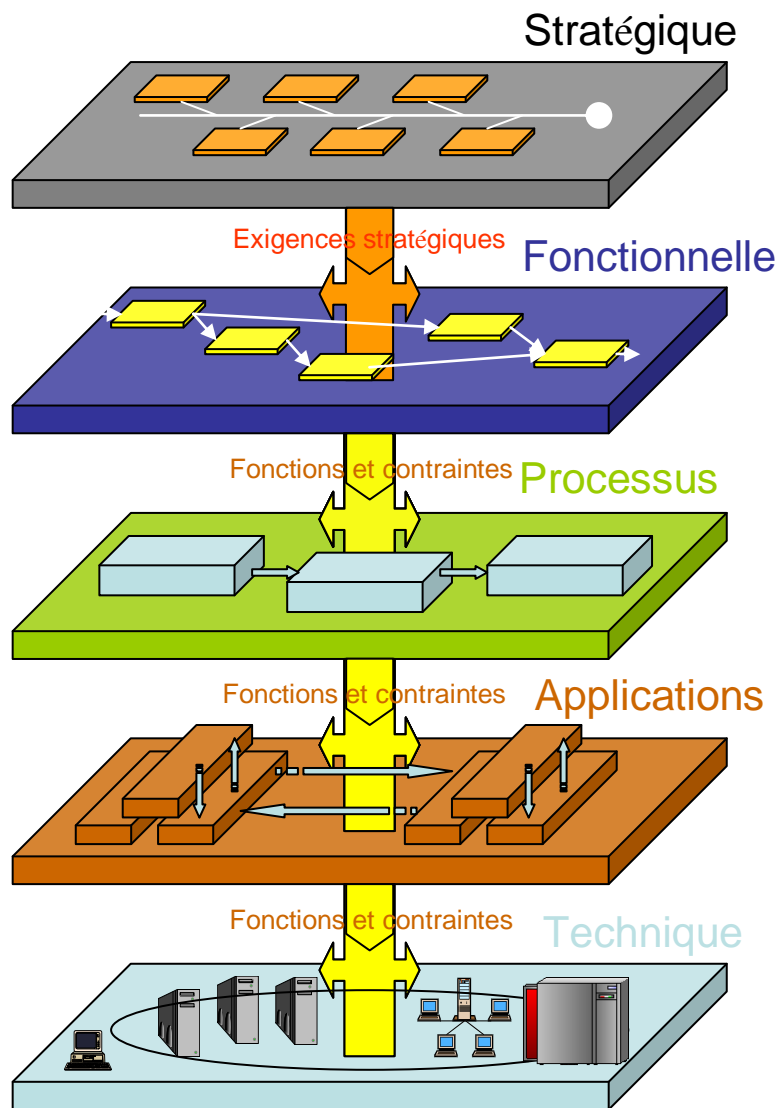 Stratégique
Exigences stratégiques
Fonctionnelle
Fonctions et contraintes
Processus
Fonctions et contraintes
Applications
Fonctions et contraintes
Technique